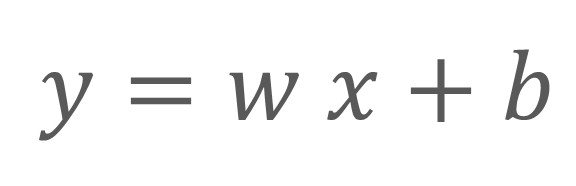 y = w x + b